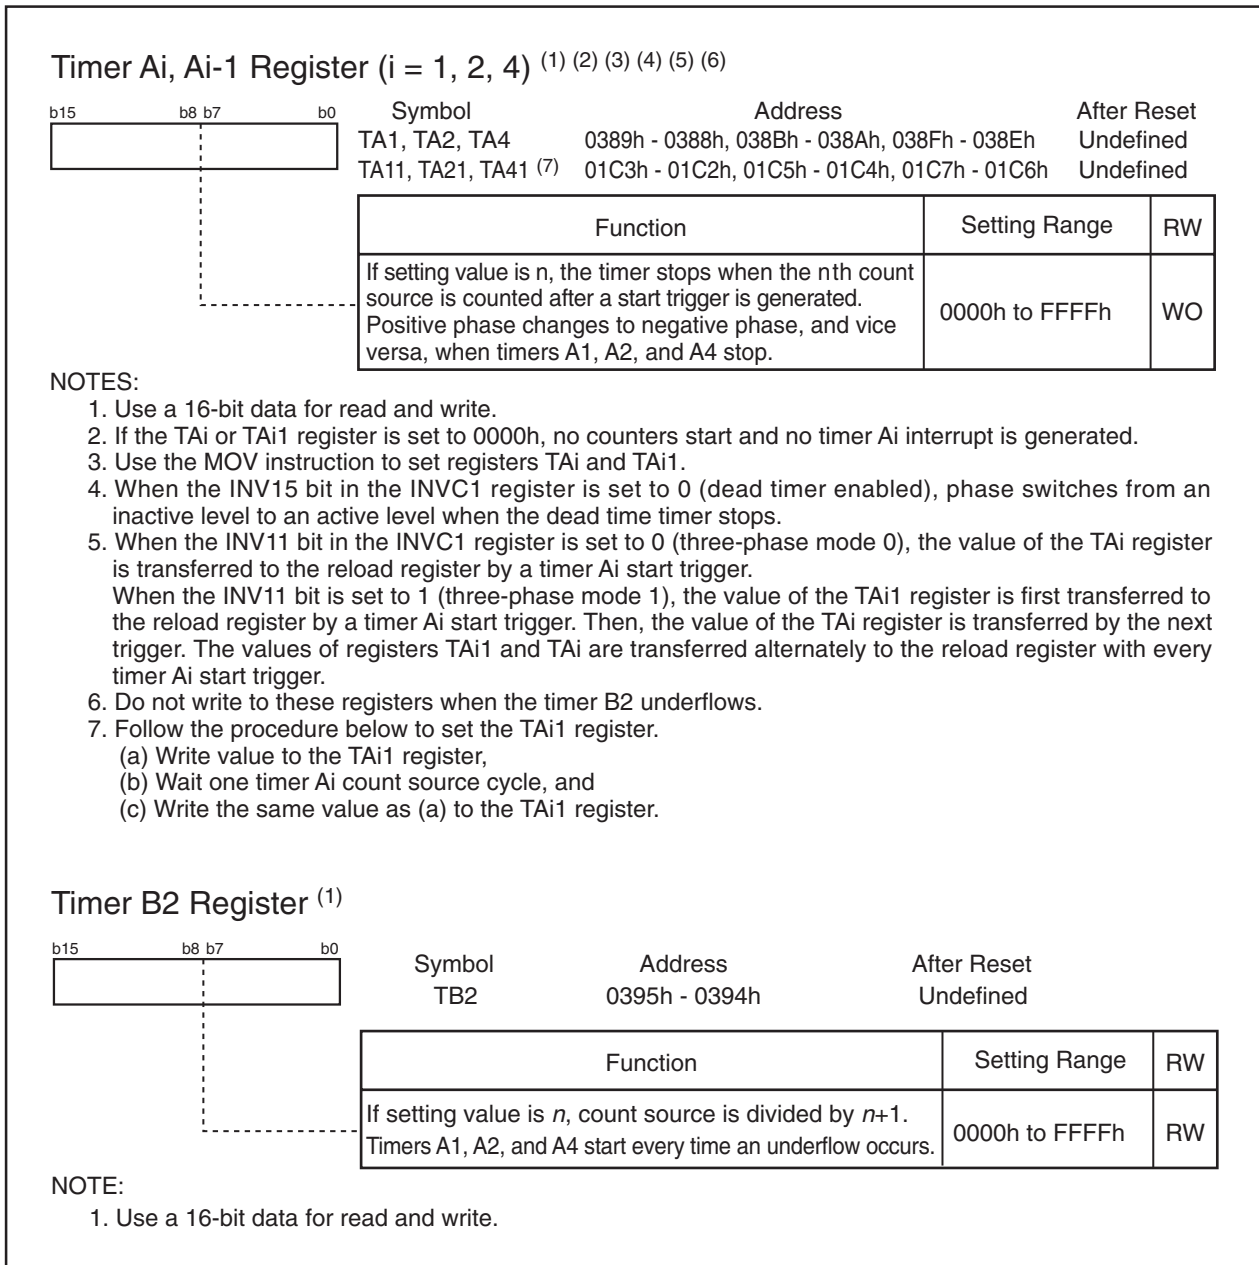 Timer Ai, Ai-1 Register (i = 1, 2, 4) (1) (2) (3) (4) (5) (6)
b15 b8 b7 b0
Symbol Address After Reset
TA1, TA2, TA4 0389h - 0388h, 038Bh - 038Ah, 038Fh - 038Eh Undefined
TA11, TA21, TA41 (7) 01C3h - 01C2h, 01C5h - 01C4h, 01C7h - 01C6h Undefined
Function Setting Range RW
If setting value is n, the timer stops when the nth count
source is counted after a start trigger is generated.
Positive phase changes to negative phase, and vice
versa, when timers A1, A2, and A4 stop.
0000h to FFFFh WO
NOTES:
1. Use a 16-bit data for read and write.
2. If the TAi or TAi1 register is set to 0000h, no counters start and no timer Ai interrupt is generated.
3. Use the MOV instruction to set registers TAi and TAi1.
4. When the INV15 bit in the INVC1 register is set to 0 (dead timer enabled), phase switches from an
inactive level to an active level when the dead time timer stops.
5. When the INV11 bit in the INVC1 register is set to 0 (three-phase mode 0), the value of the TAi register
is transferred to the reload register by a timer Ai start trigger.
When the INV11 bit is set to 1 (three-phase mode 1), the value of the TAi1 register is first transferred to
the reload register by a timer Ai start trigger. Then, the value of the TAi register is transferred by the next
trigger. The values of registers TAi1 and TAi are transferred alternately to the reload register with every
timer Ai start trigger.
6. Do not write to these registers when the timer B2 underflows.
7. Follow the procedure below to set the TAi1 register.
(a) Write value to the TAi1 register,
(b) Wait one timer Ai count source cycle, and
(c) Write the same value as (a) to the TAi1 register.
Timer B2 Register (1)
b15 b8 b7 b0
Symbol Address After Reset
TB2 0395h - 0394h Undefined
Function Setting Range RW
If setting value is n, count source is divided by n+1.
Timers A1, A2, and A4 start every time an underflow occurs.
0000h to FFFFh RW
NOTE:
1. Use a 16-bit data for read and write.